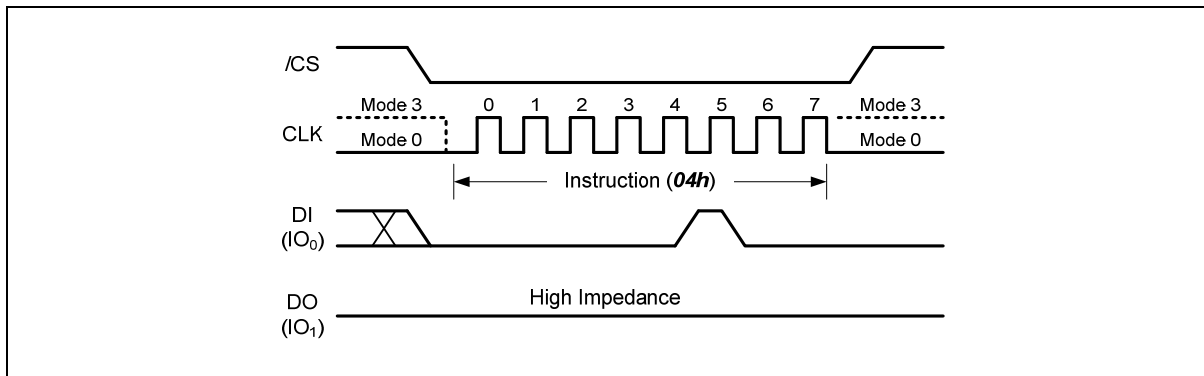 /CS
Mode 3 0 1 2 3 4 5 6 7 Mode 3
CLK Mode 0 Mode 0
Instruction (04h)
DI
(IO₀)
High Impedance
DO
(IO₁)